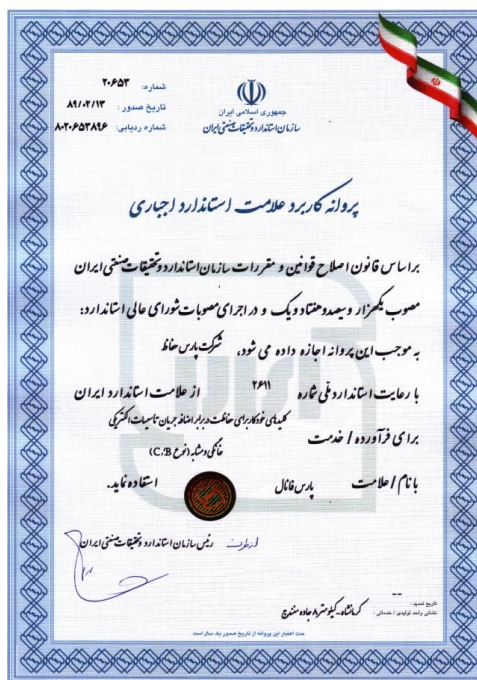 شماره: ۲۰۶۵۳
تاریخ صدور: ۸۹/۰۲/۱۳
شماره ردیابی: ۸۰۲۰۶۵۳۸۹۶
جمهوری اسلامی ایران
سازمان استاندارد و تحقیقات صنعتی ایران
پروانه کاربرد علامت استاندارد اجباری
براساس قانون اصلاح قوانین و مقررات سازمان استاندارد و تحقیقات صنعتی ایران
مصوب یکهزار و سیصد و هفتاد و یک و در اجرای مصوبات شورای عالی استاندارد:
به موجب این پروانه اجازه داده می شود، شرکت پارس حفاظ
با رعایت استاندارد ملی شماره ۲۶۱۱ از علامت استاندارد ایران
کلیدهای خودکار برای حفاظت در برابر اضافه جریان تاسیسات الکتریکی
برای فرآورده / خدمت
خانگی و مشابه (نوع C,B)
با نام / علامت پارس فانال استفاده نماید.
از طرف رئیس سازمان استاندارد و تحقیقات صنعتی ایران
تاریخ تمدید: --
نشانی واحد تولیدی / خدماتی: کرمانشاه-کیلومتر ۸ جاده سنندج
مدت اعتبار این پروانه از تاریخ صدور یک سال است